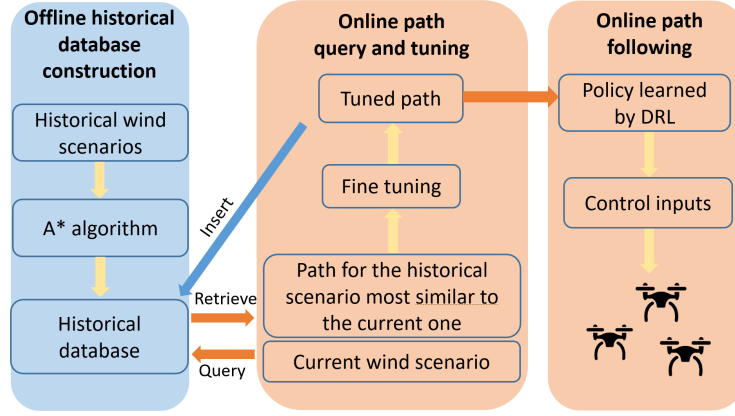 Offline historical
database
construction
Historical wind
scenarios
A* algorithm
Historical
database
Insert
Retrieve
Query
Online path
query and tuning
Tuned path
Fine tuning
Path for the historical
scenario most similar to
the current one
Current wind scenario
Online path
following
Policy learned
by DRL
Control inputs